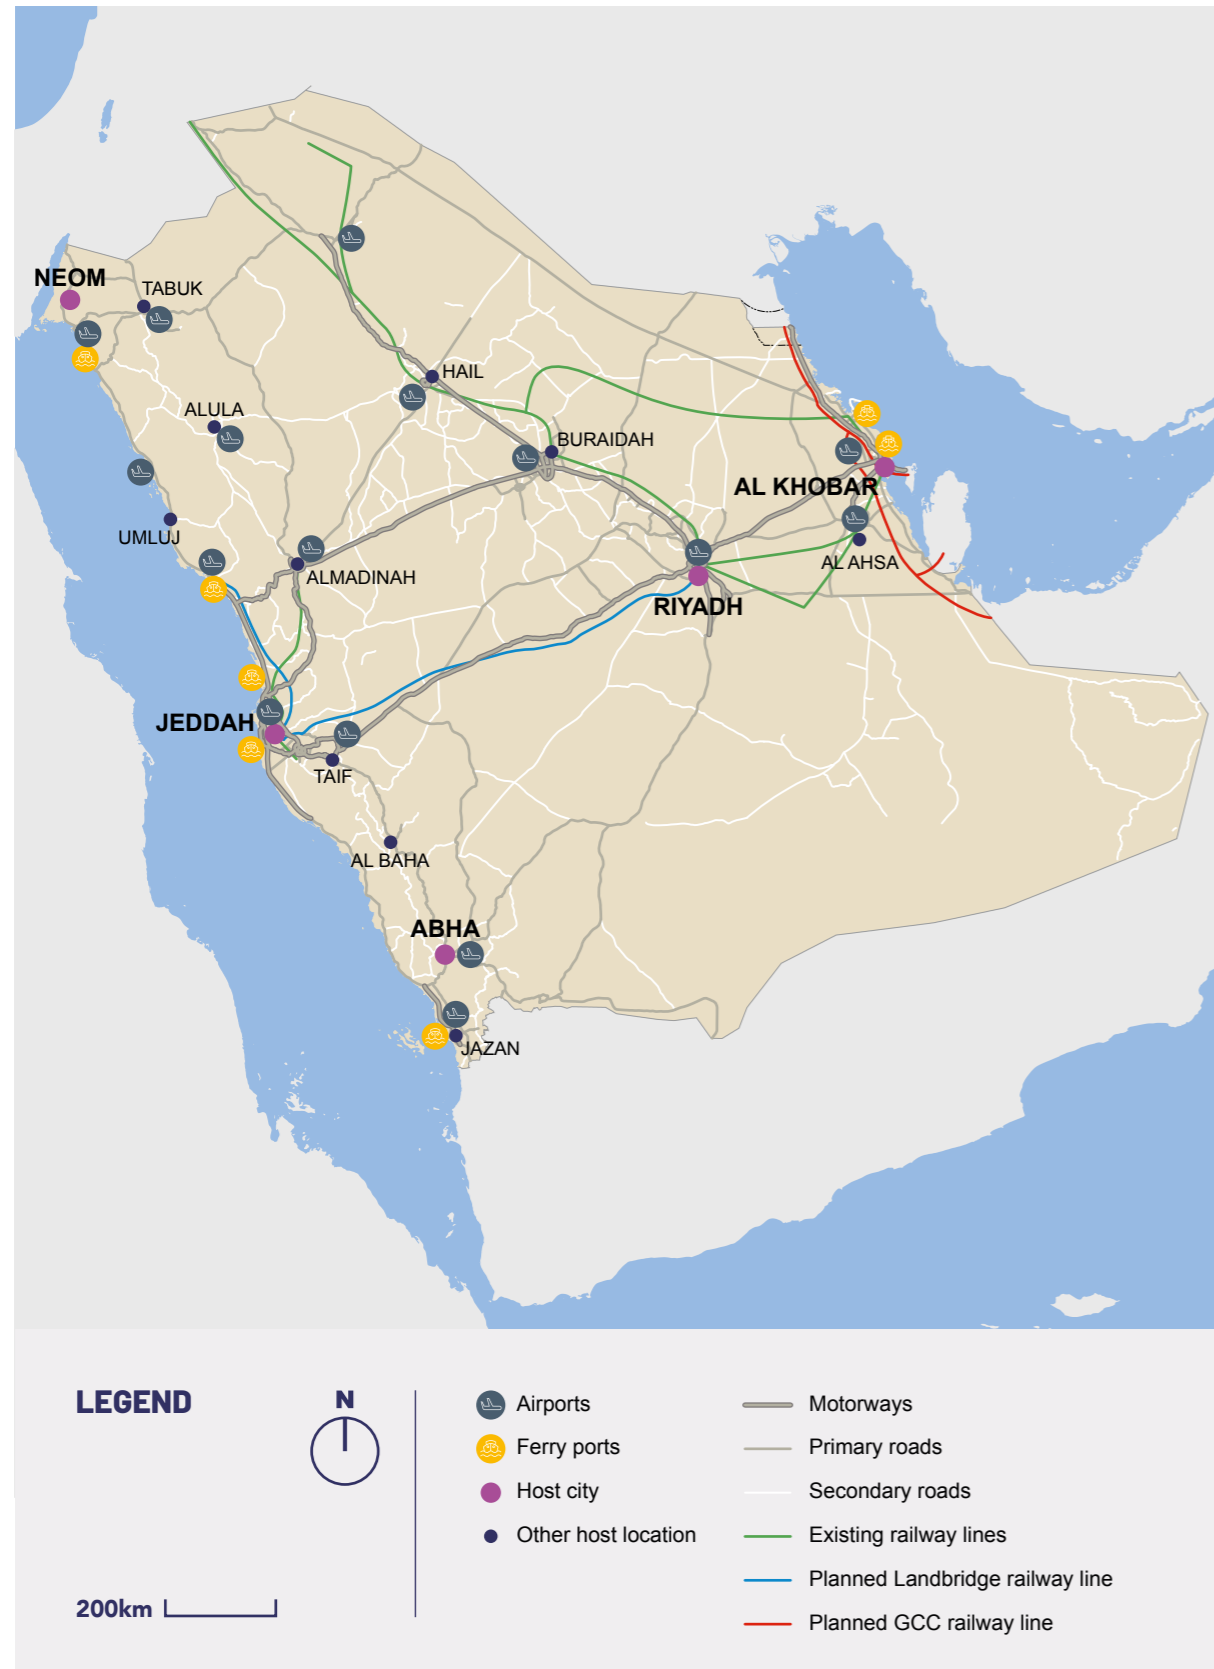 NEOM
TABUK
HAIL
ALULA
BURAIDAH
AL KHOBAR
UMLUJ
AL AHSA
ALMADINAH
RIYADH
JEDDAH
TAIF
AL BAHA
ABHA
JAZAN
LEGEND
N
200km
Airports
Ferry ports
Host city
Other host location
Motorways
Primary roads
Secondary roads
Existing railway lines
Planned Landbridge railway line
Planned GCC railway line